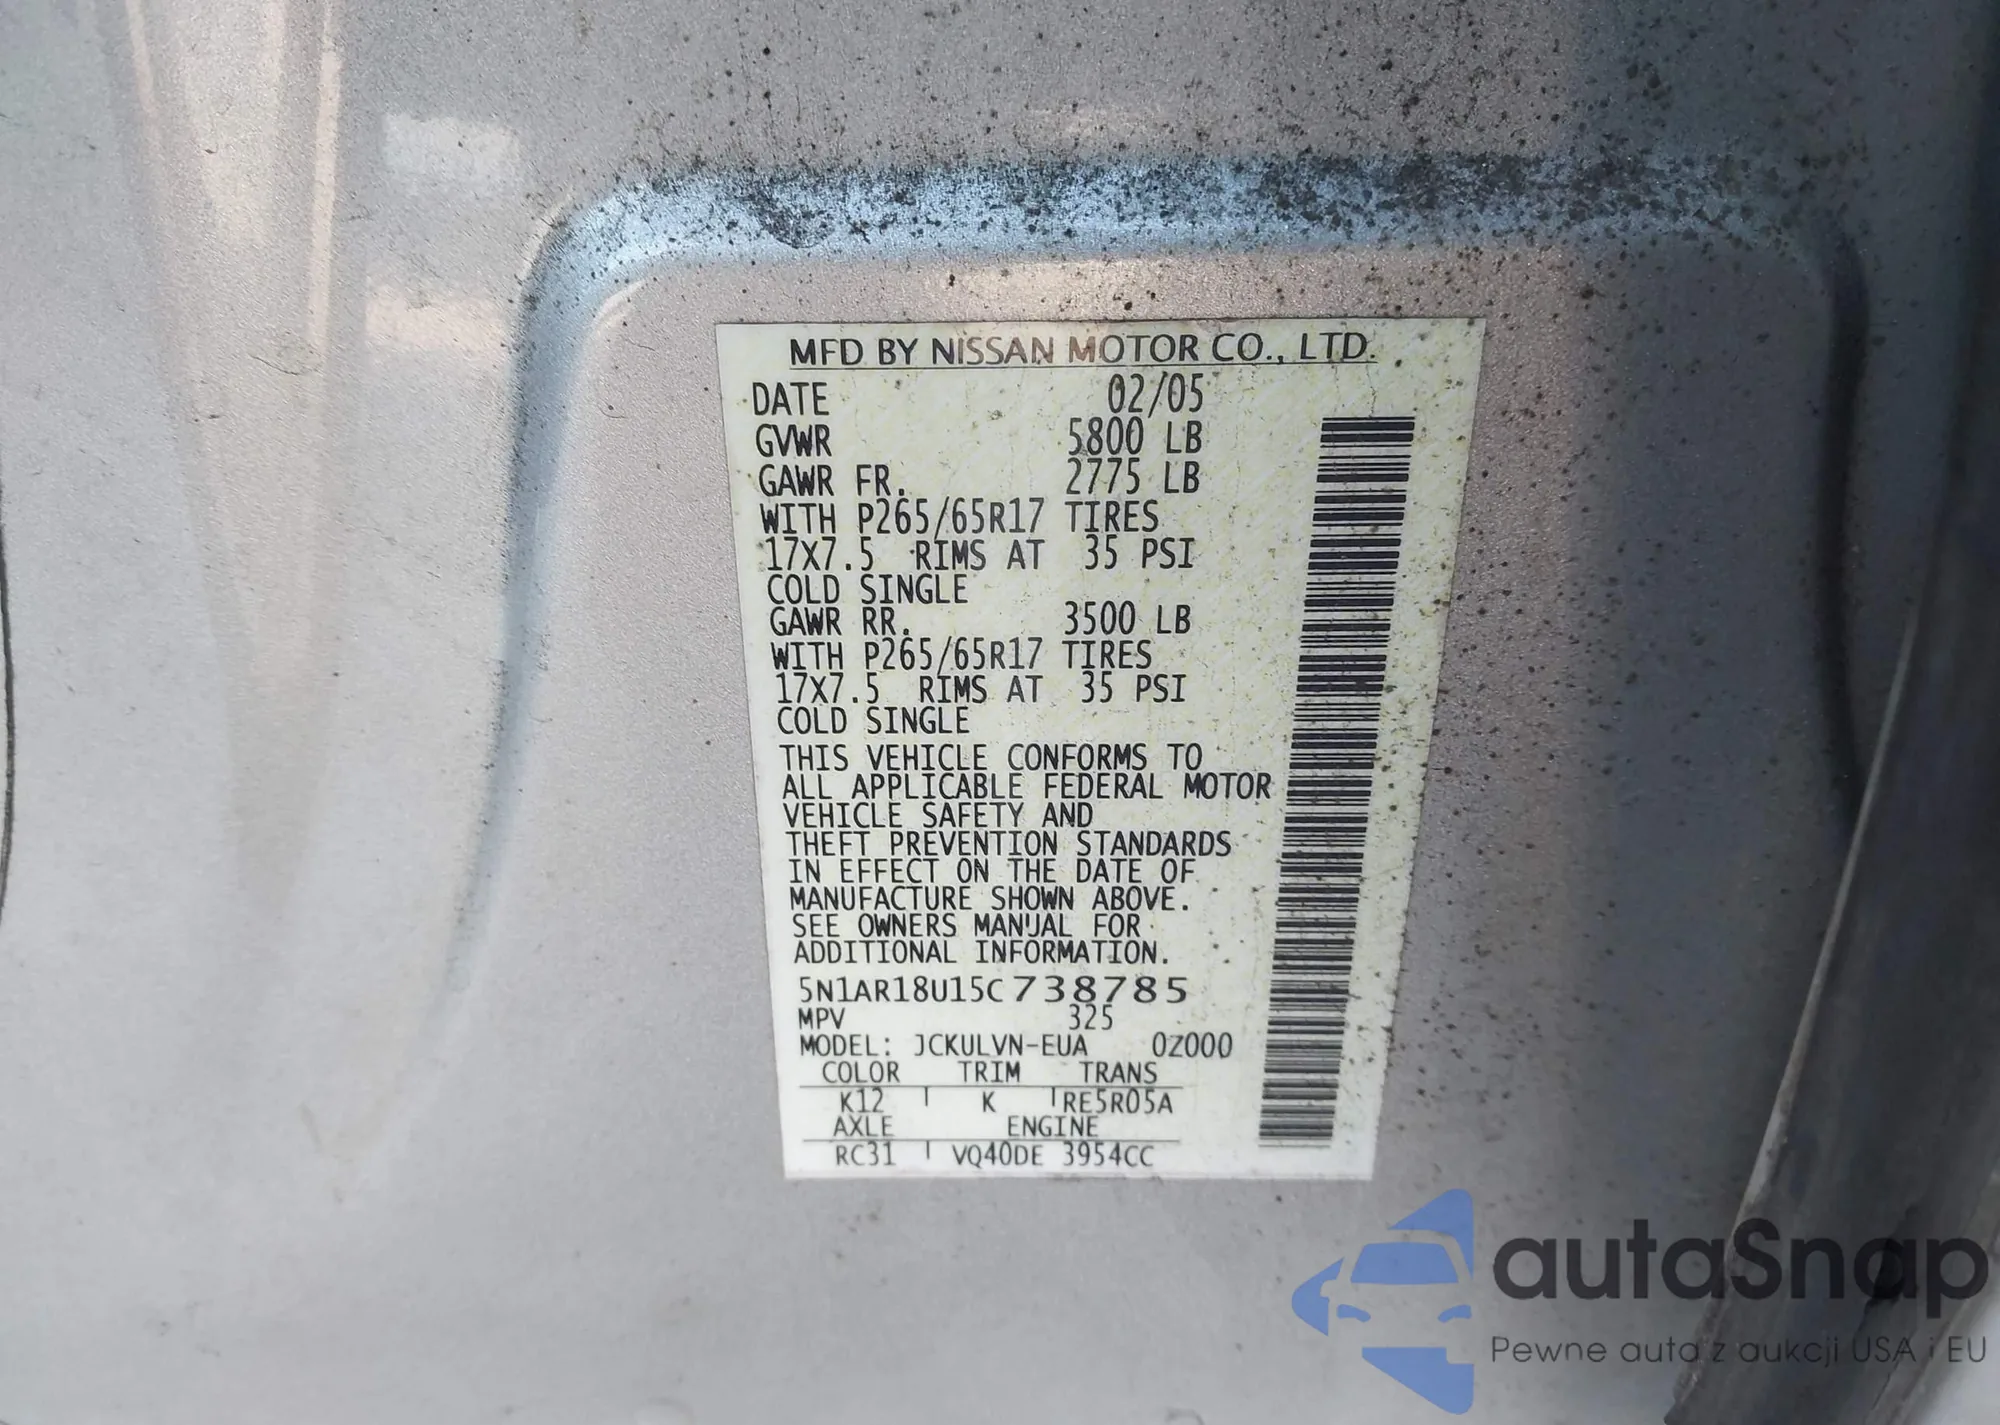 MFD BY NISSAN MOTOR CO., LTD.
DATE 02/05
GVWR 5800 LB
GAWR FR. 2775 LB
WITH P265/65R17 TIRES
17X7.5 RIMS AT 35 PSI
COLD SINGLE
GAWR RR. 3500 LB
WITH P265/65R17 TIRES
17X7.5 RIMS AT 35 PSI
COLD SINGLE
THIS VEHICLE CONFORMS TO
ALL APPLICABLE FEDERAL MOTOR
VEHICLE SAFETY AND
THEFT PREVENTION STANDARDS
IN EFFECT ON THE DATE OF
MANUFACTURE SHOWN ABOVE.
SEE OWNERS MANUAL FOR
ADDITIONAL INFORMATION.
5N1AR18U15C738785
MPV 325
MODEL: JCKULVN-EUA 0Z000
COLOR TRIM TRANS
K12 K RE5R05A
AXLE ENGINE
RC31 VQ40DE 3954CC
autaSnap
Pewne auta z aukcji USA i EU